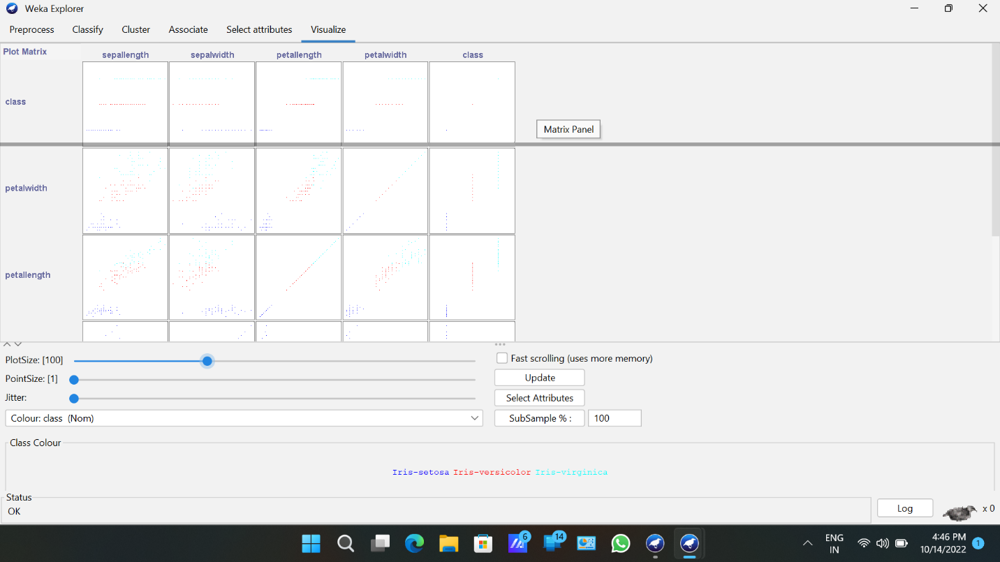 Weka Explorer
Preprocess Classify Cluster Associate Select attributes Visualize
Plot Matrix sepallength sepalwidth petallength petalwidth class
class
Matrix Panel
petalwidth
petallength
PlotSize: [100]
Fast scrolling (uses more memory)
PointSize: [1]
Update
Jitter:
Select Attributes
Colour: class (Nom)
SubSample % : 100
Class Colour
Iris-setosa Iris-versicolor Iris-virginica
Status
OK
Log
x 0
6
14
ENG
IN
4:46 PM
10/14/2022
1